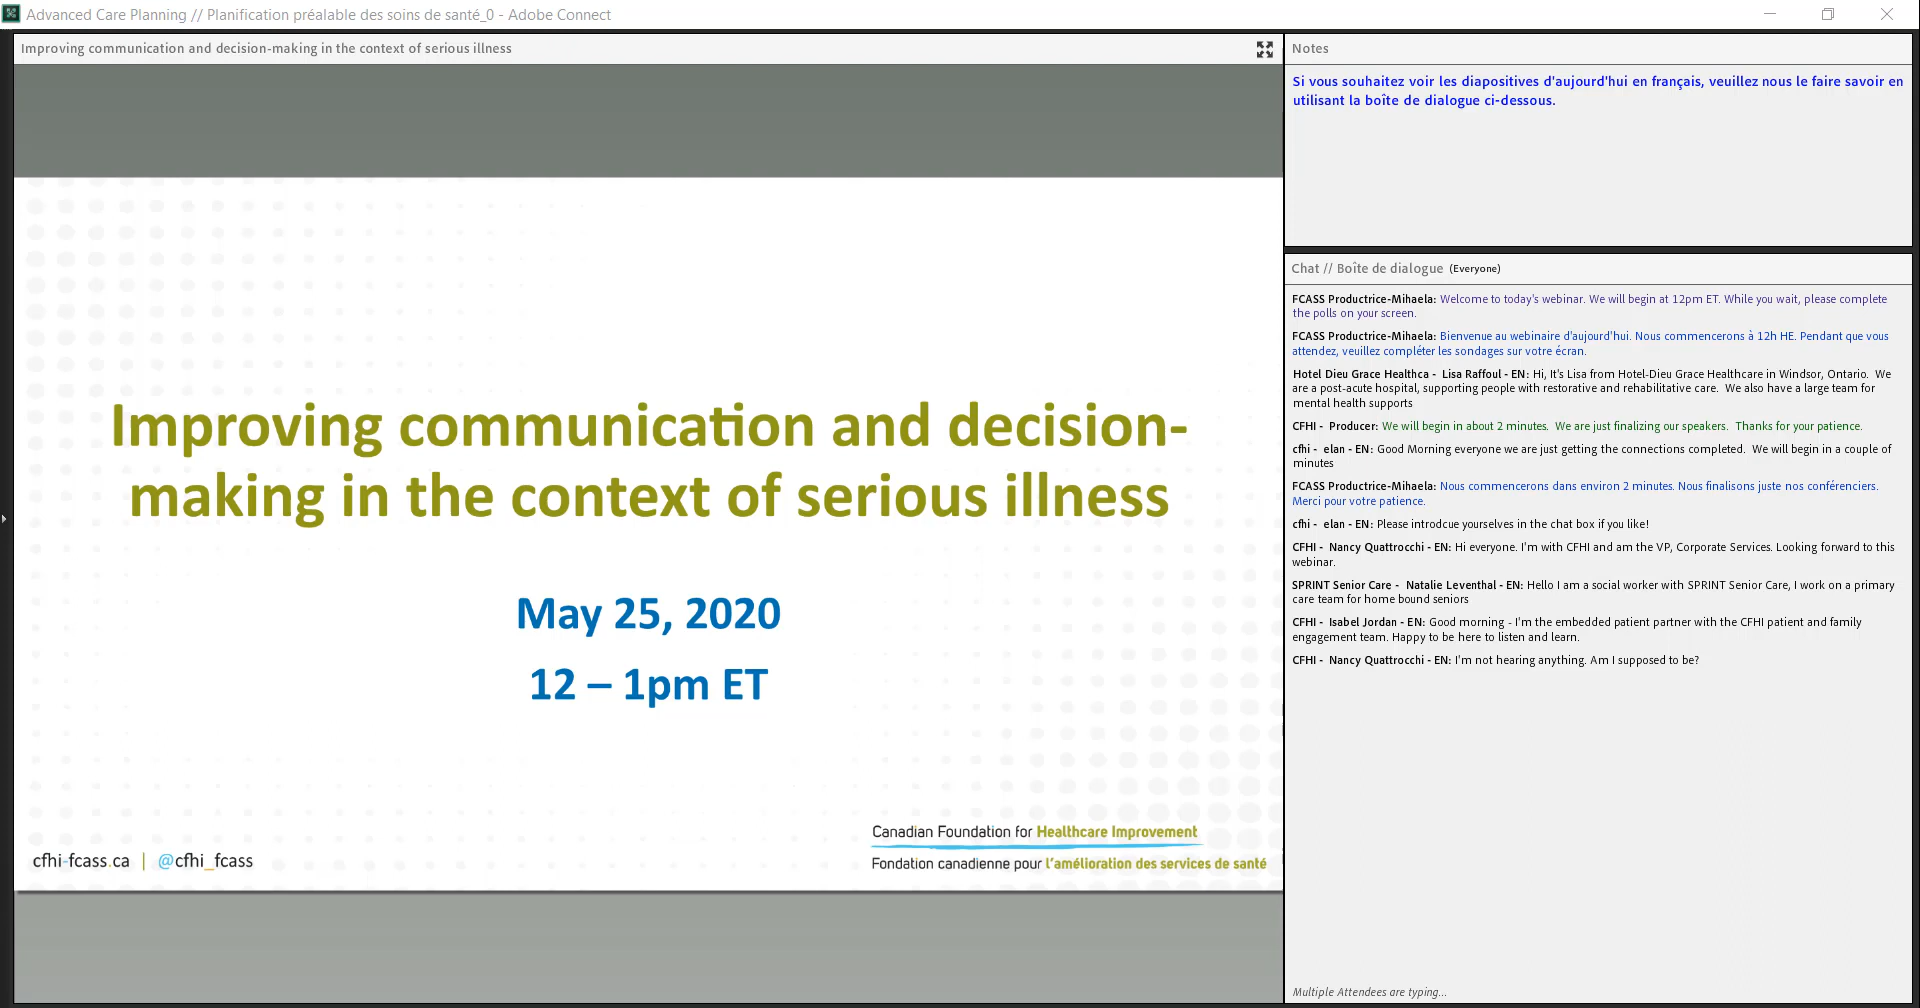 Advanced Care Planning // Planification préalable des soins de santé_0 - Adobe Connect
Improving communication and decision-making in the context of serious illness
Improving communication and decision-
making in the context of serious illness
May 25, 2020
12 – 1pm ET
cfhi-fcass.ca | @cfhi_fcass
Canadian Foundation for Healthcare Improvement
Fondation canadienne pour l'amélioration des services de santé
Notes
Si vous souhaitez voir les diapositives d'aujourd'hui en français, veuillez nous le faire savoir en
utilisant la boîte de dialogue ci-dessous.
Chat // Boîte de dialogue (Everyone)
FCASS Productrice-Mihaela: Welcome to today's webinar. We will begin at 12pm ET. While you wait, please complete
the polls on your screen.
FCASS Productrice-Mihaela: Bienvenue au webinaire d'aujourd'hui. Nous commencerons à 12h HE. Pendant que vous
attendez, veuillez compléter les sondages sur votre écran.
Hotel Dieu Grace Healthca - Lisa Raffoul - EN: Hi, It's Lisa from Hotel-Dieu Grace Healthcare in Windsor, Ontario. We
are a post-acute hospital, supporting people with restorative and rehabilitative care. We also have a large team for
mental health supports
CFHI - Producer: We will begin in about 2 minutes. We are just finalizing our speakers. Thanks for your patience.
cfhi - elan - EN: Good Morning everyone we are just getting the connections completed. We will begin in a couple of
minutes
FCASS Productrice-Mihaela: Nous commencerons dans environ 2 minutes. Nous finalisons juste nos conférenciers.
Merci pour votre patience.
cfhi - elan - EN: Please introdcue yourselves in the chat box if you like!
CFHI - Nancy Quattrocchi - EN: Hi everyone. I'm with CFHI and am the VP, Corporate Services. Looking forward to this
webinar.
SPRINT Senior Care - Natalie Leventhal - EN: Hello I am a social worker with SPRINT Senior Care, I work on a primary
care team for home bound seniors
CFHI - Isabel Jordan - EN: Good morning - I'm the embedded patient partner with the CFHI patient and family
engagement team. Happy to be here to listen and learn.
CFHI - Nancy Quattrocchi - EN: I'm not hearing anything. Am I supposed to be?
Multiple Attendees are typing...